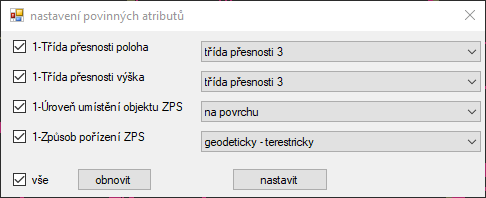 nastavení povinných atributů
1-Třída přesnosti poloha třída přesnosti 3
1-Třída přesnosti výška třída přesnosti 3
1-Úroveň umístění objektu ZPS na povrchu
1-Způsob pořízení ZPS geodeticky - terestricky
vše obnovit nastavit